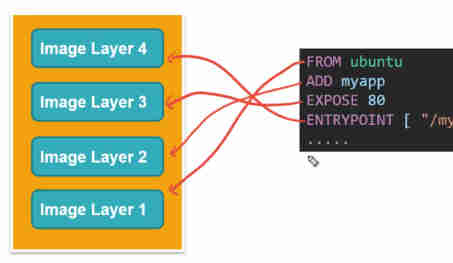 Image Layer 4
Image Layer 3
Image Layer 2
Image Layer 1
FROM ubuntu
ADD myapp
EXPOSE 80
ENTRYPOINT [ "/my
.....